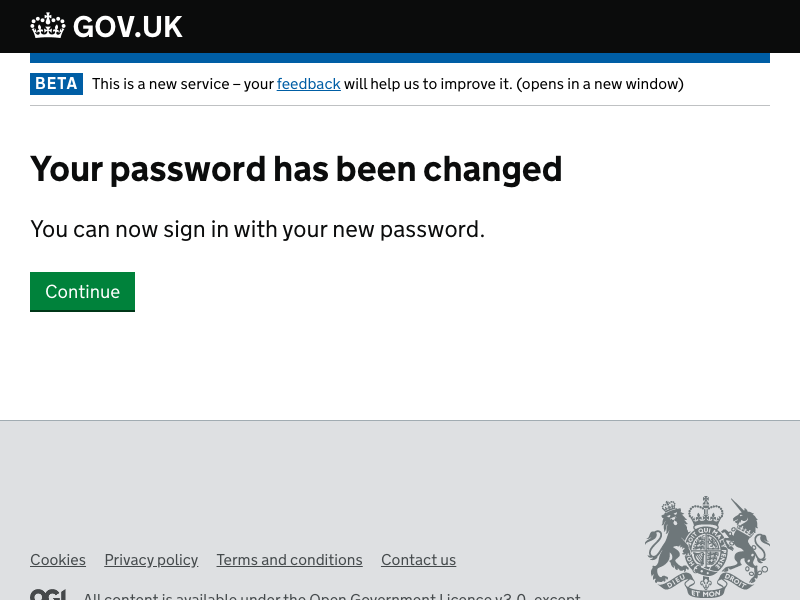 GOV.UK
BETA This is a new service – your feedback will help us to improve it. (opens in a new window)
Your password has been changed
You can now sign in with your new password.
Continue
Cookies Privacy policy Terms and conditions Contact us
OGL All content is available under the Open Government Licence v3.0, except
DIEU ET MON DROIT